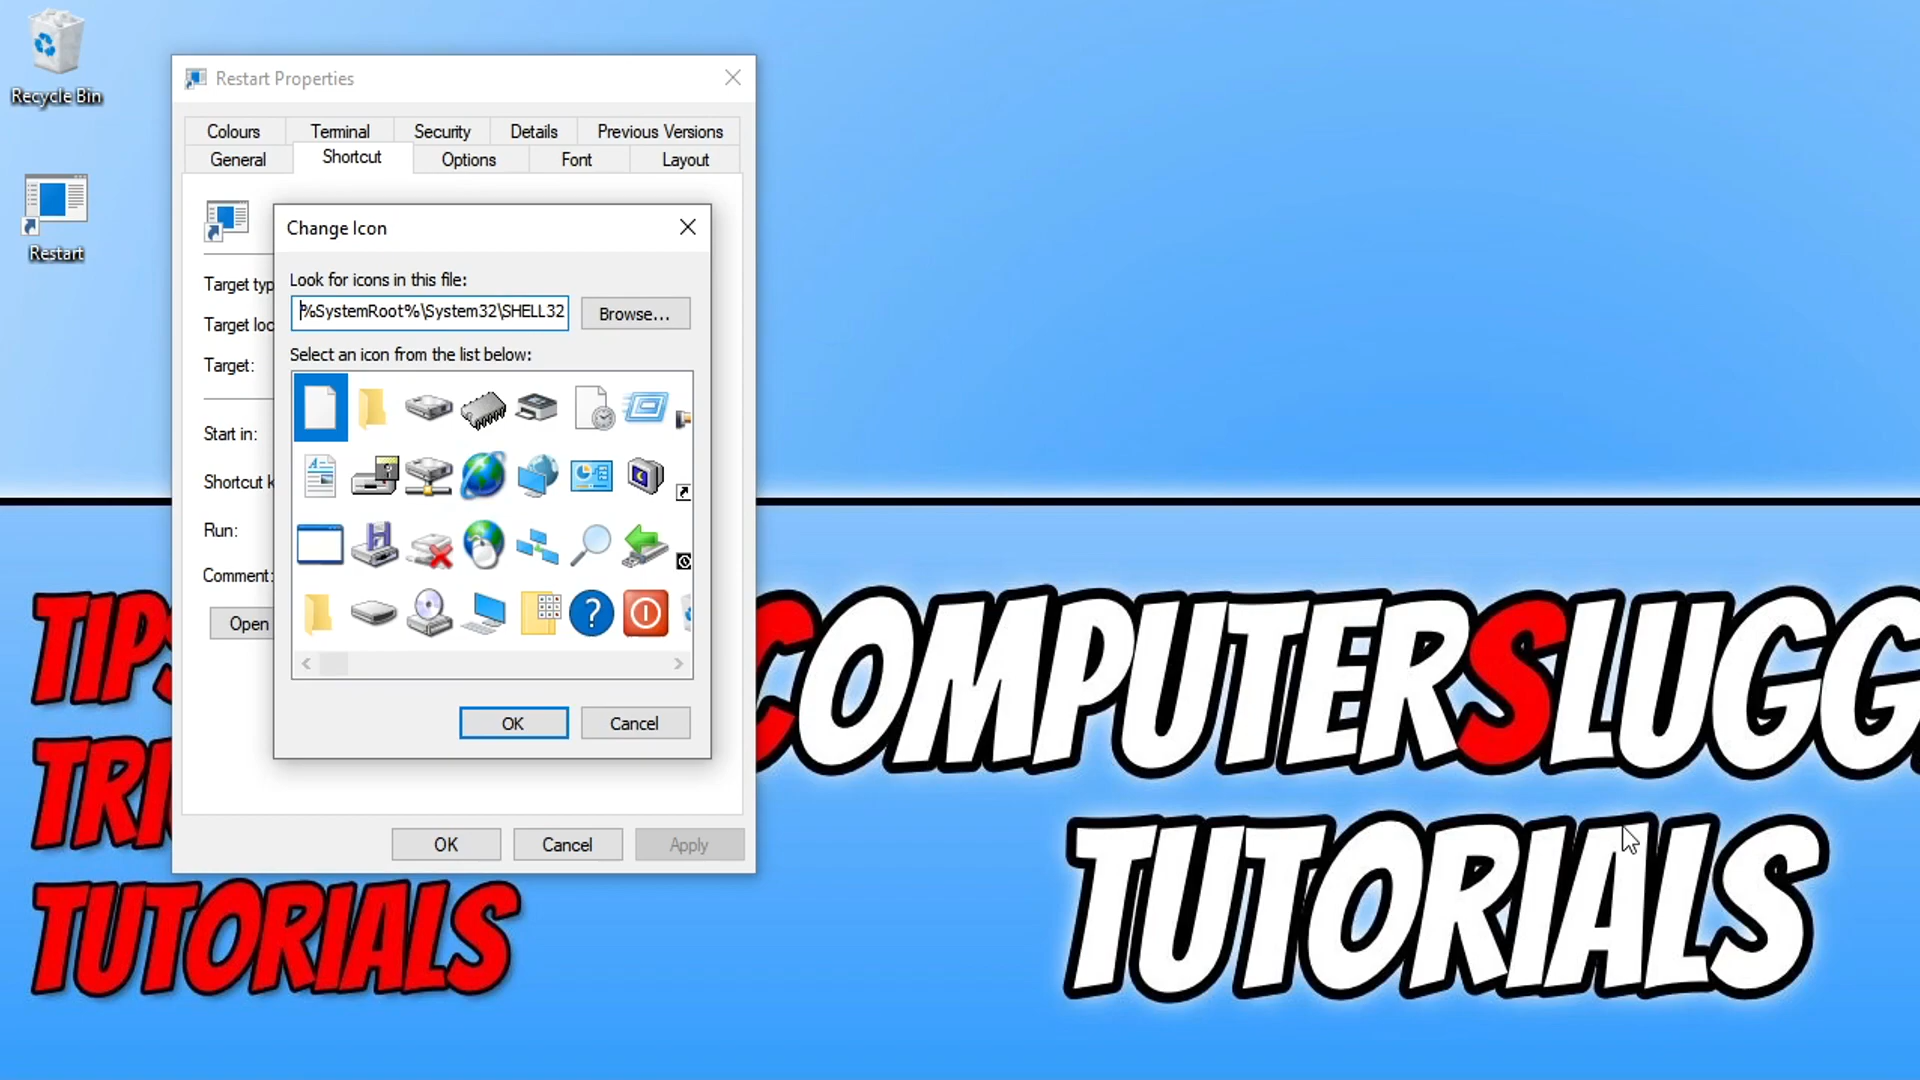 Recycle Bin
Restart
Restart Properties
Colours
Terminal
Security
Details
Previous Versions
General
Shortcut
Options
Font
Layout
Target typ
Target loc
Target:
Start in:
Shortcut k
Run:
Comment:
Open
Change Icon
Look for icons in this file:
%SystemRoot%\System32\SHELL32
Browse...
Select an icon from the list below:
OK
Cancel
OK
Cancel
Apply
TIPS
TRI
TUTORIALS
COMPUTERSLUGG
TUTORIALS